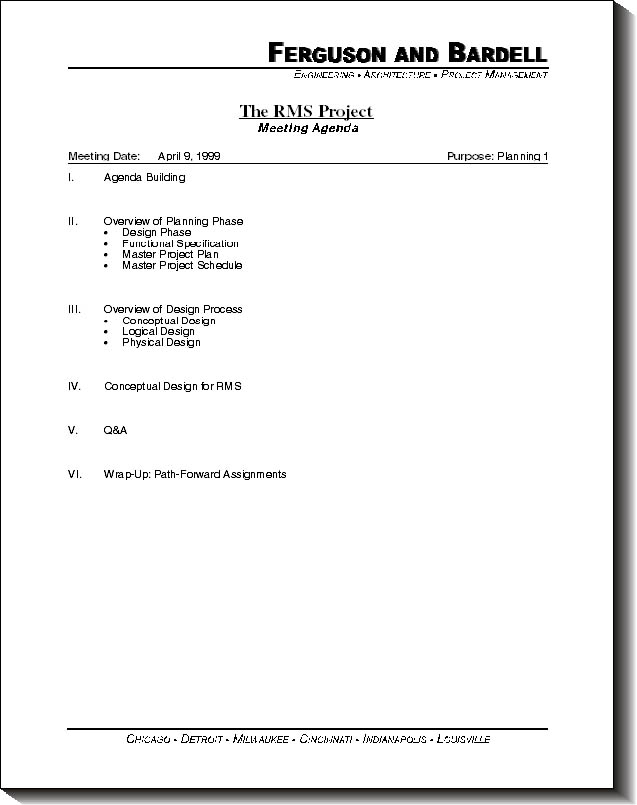 FERGUSON AND BARDELL
ENGINEERING • ARCHITECTURE • PROJECT MANAGEMENT
The RMS Project
Meeting Agenda
Meeting Date: April 9, 1999 Purpose: Planning 1
I. Agenda Building
II. Overview of Planning Phase
• Design Phase
• Functional Specification
• Master Project Plan
• Master Project Schedule
III. Overview of Design Process
• Conceptual Design
• Logical Design
• Physical Design
IV. Conceptual Design for RMS
V. Q&A
VI. Wrap-Up: Path-Forward Assignments
CHICAGO • DETROIT • MILWAUKEE • CINCINNATI • INDIANAPOLIS • LOUISVILLE